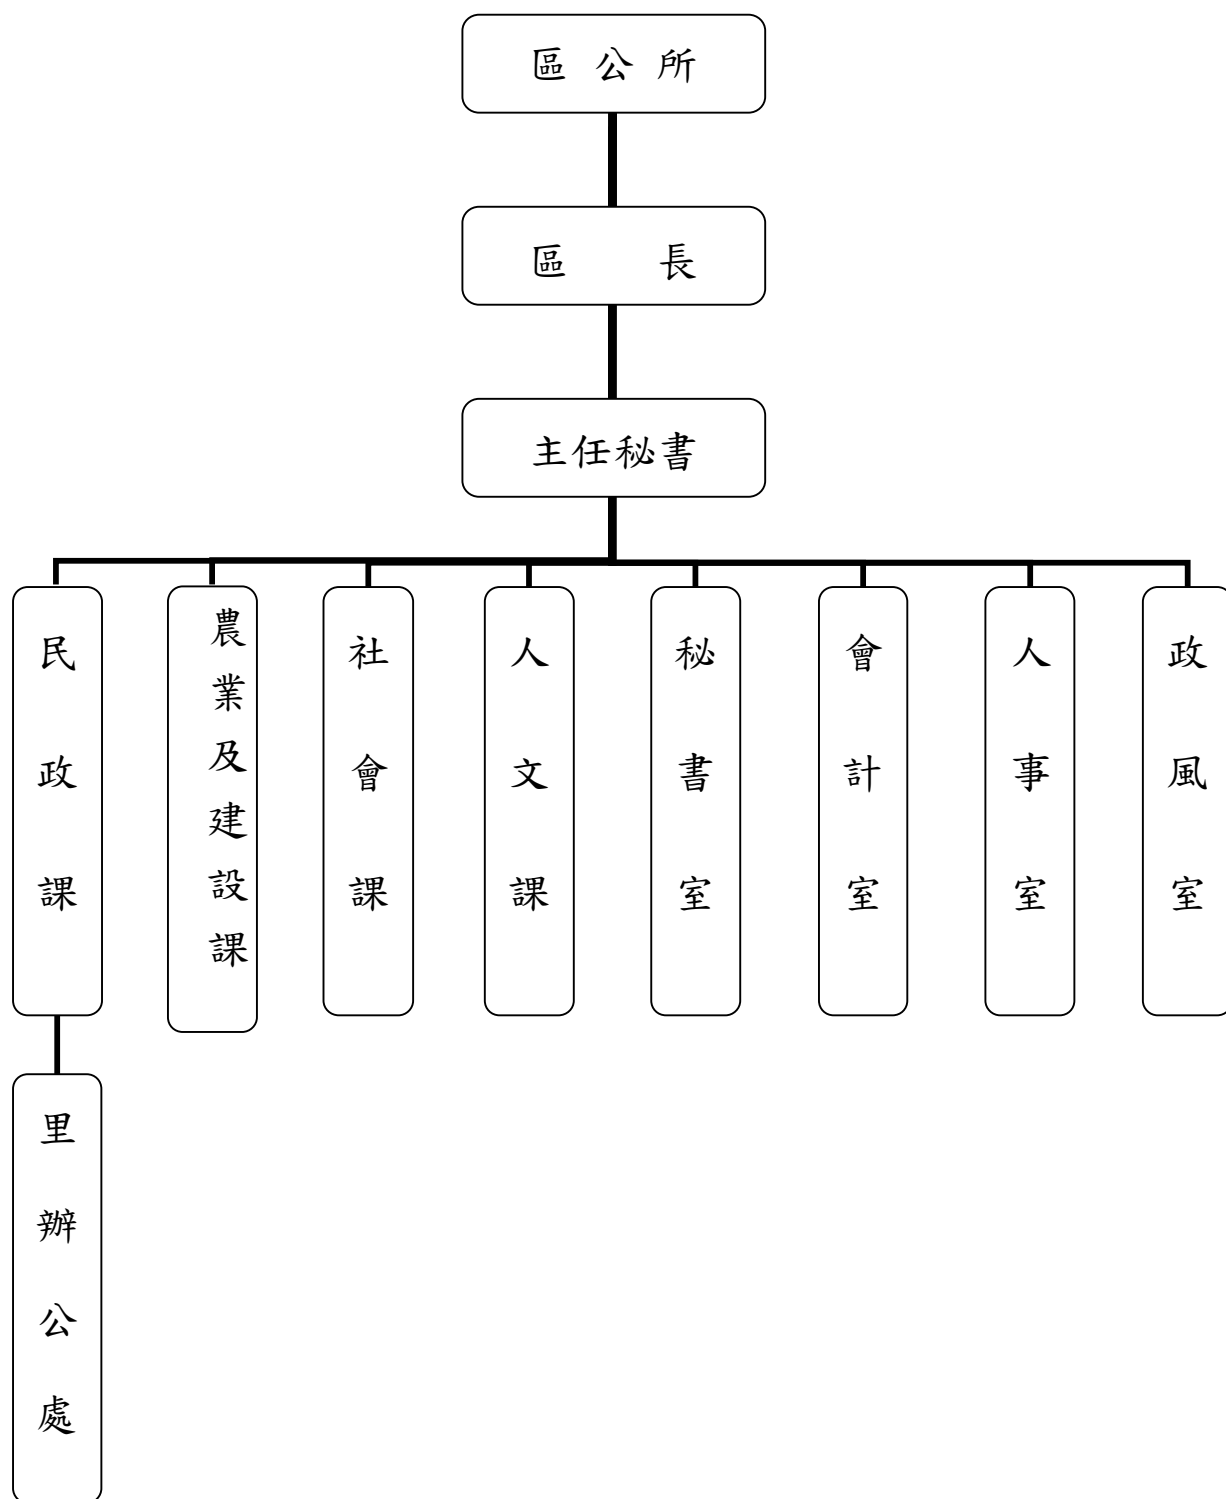 區公所
區長
主任秘書
民政課
農業及建設課
社會課
人文課
秘書室
會計室
人事室
政風室
里辦公處